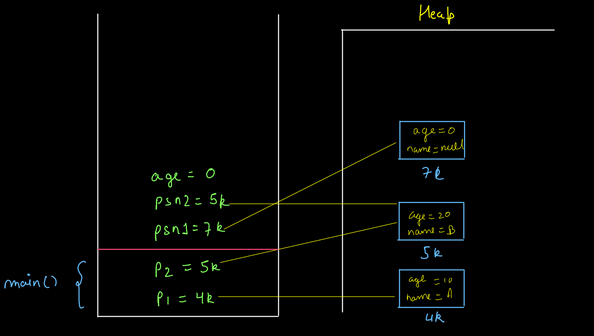 Heap
age = 0
name = null
7k
age = 0
psn2 = 5k
psn1 = 7k
age = 20
name = B
5k
main() {
P2 = 5k
P1 = 4k
age = 10
name = A
4k